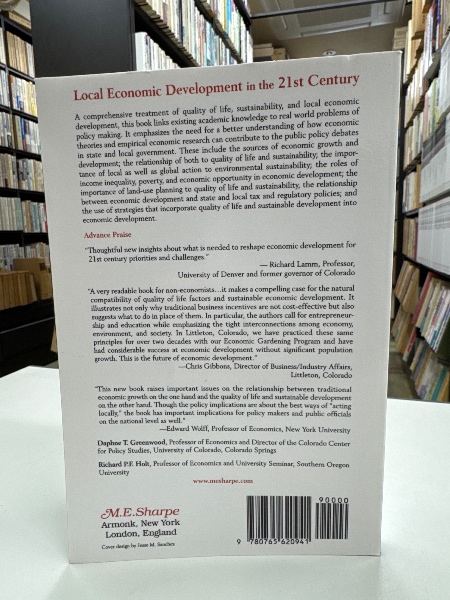 Local Economic Development in the 21st Century
A comprehensive treatment of quality of life, sustainability, and local economic
development, this book links existing academic knowledge to real world problems of
policy making. It emphasizes the need for a better understanding of how economic
theories and empirical economic research can contribute to the public policy debates
in state and local government. These include the sources of economic growth and
development; the relationship of both to quality of life and sustainability; the impor-
tance of local as well as global action to environmental sustainability; the roles of
income inequality, poverty, and economic opportunity in economic development; the
importance of land-use planning to quality of life and sustainability, the relationship
between economic development and state and local tax and regulatory policies; and
the use of strategies that incorporate quality of life and sustainable development into
economic development.
Advance Praise
"Thoughtful new insights about what is needed to reshape economic development for
21st century priorities and challenges."
— Richard Lamm, Professor,
University of Denver and former governor of Colorado
"A very readable book for non-economists…it makes a compelling case for the natural
compatibility of quality of life factors and sustainable economic development. It
illustrates not only why traditional business incentives are not cost-effective but also
suggests what to do in place of them. In particular, the authors call for entrepreneur-
ship and education while emphasizing the tight interconnections among economy,
environment, and society. In Littleton, Colorado, we have practiced these same
principles for over two decades with our Economic Gardening Program and have
had considerable success at economic development without significant population
growth. This is the future of economic development."
—Chris Gibbons, Director of Business/Industry Affairs,
Littleton, Colorado
"This new book raises important issues on the relationship between traditional
economic growth on the one hand and the quality of life and sustainable development
on the other hand. Though the policy implications are about the best ways of "acting
locally," the book has important implications for policy makers and public officials
on the national level as well."
—Edward Wolff, Professor of Economics, New York University
Daphne T. Greenwood, Professor of Economics and Director of the Colorado Center
for Policy Studies, University of Colorado, Colorado Springs
Richard P.F. Holt, Professor of Economics and University Seminar, Southern Oregon
University
www.mesharpe.com
M.E.Sharpe
Armonk, New York
London, England
Cover design by Jesse M. Sanchez
90000
9 780765 620941